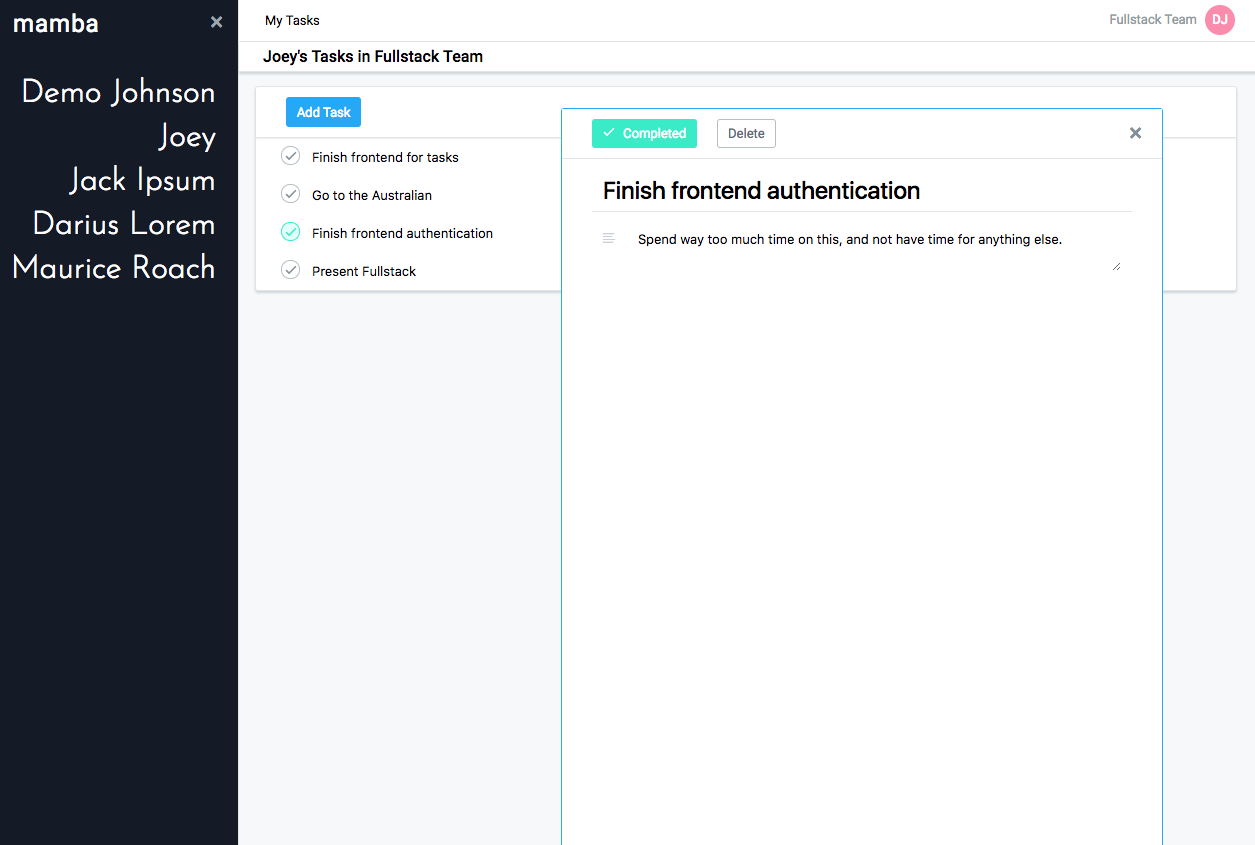 mamba
Demo Johnson
Joey
Jack Ipsum
Darius Lorem
Maurice Roach
My Tasks
Fullstack Team DJ
Joey's Tasks in Fullstack Team
Add Task
Finish frontend for tasks
Go to the Australian
Finish frontend authentication
Present Fullstack
Completed Delete
Finish frontend authentication
Spend way too much time on this, and not have time for anything else.